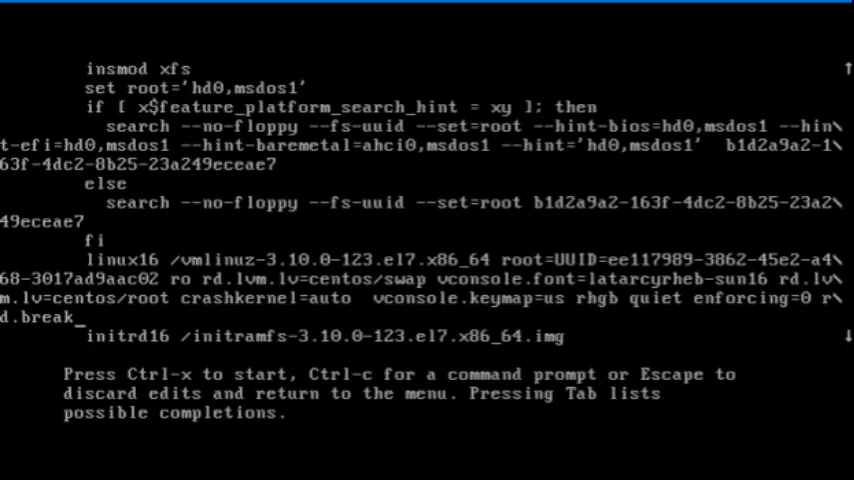 insmod xfs
set root='hd0,msdos1'
if [ x$feature_platform_search_hint = xy ]; then
search --no-floppy --fs-uuid --set=root --hint-bios=hd0,msdos1 --hin\
t-efi=hd0,msdos1 --hint-baremetal=ahci0,msdos1 --hint='hd0,msdos1'  b1d2a9a2-1\
63f-4dc2-8b25-23a249eceae7
else
search --no-floppy --fs-uuid --set=root b1d2a9a2-163f-4dc2-8b25-23a2\
49eceae7
fi
linux16 /vmlinuz-3.10.0-123.el7.x86_64 root=UUID=ee117989-3862-45e2-a4\
68-3017ad9aac02 ro rd.lvm.lv=centos/swap vconsole.font=latarcyrheb-sun16 rd.lv\
m.lv=centos/root crashkernel=auto  vconsole.keymap=us rhgb quiet enforcing=0 r\
d.break_
initrd16 /initramfs-3.10.0-123.el7.x86_64.img
Press Ctrl-x to start, Ctrl-c for a command prompt or Escape to
discard edits and return to the menu. Pressing Tab lists
possible completions.